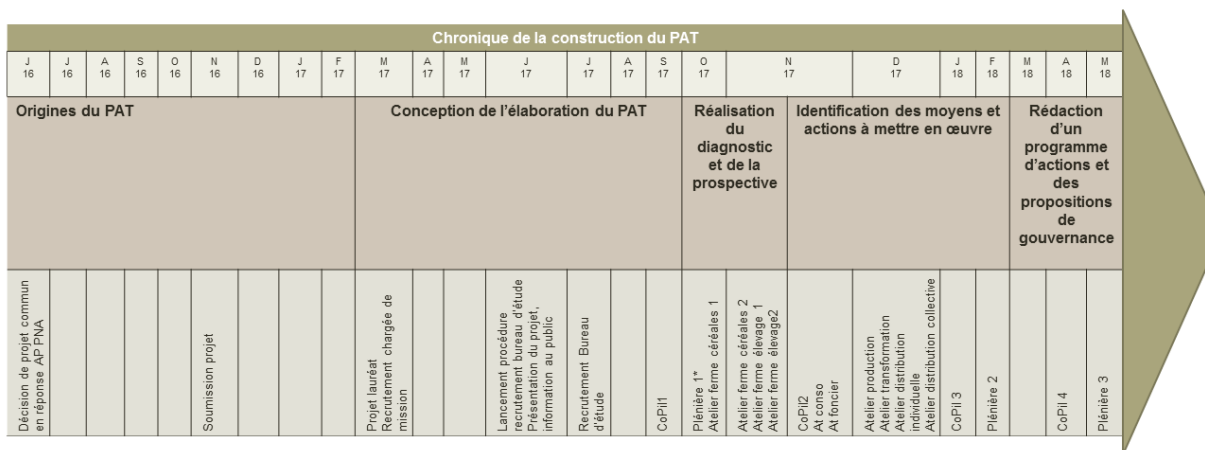 Chronique de la construction du PAT
J
16
J
16
A
16
S
16
O
16
N
16
D
16
J
17
F
17
M
17
A
17
M
17
J
17
J
17
A
17
S
17
O
17
N
17
D
17
J
18
F
18
M
18
A
18
M
18
Origines du PAT
Conception de l'élaboration du PAT
Réalisation
du
diagnostic
et de la
prospective
Identification des moyens et
actions à mettre en œuvre
Rédaction
d'un
programme
d'actions et
des
propositions
de
gouvernance
Décision de projet commun
en réponse AP PNA
Soumission projet
Projet lauréat
Recrutement chargée de
mission
Lancement procédure
recrutement bureau d'étude
Présentation du projet,
information au public
Recrutement Bureau
d'étude
CoPil1
Plénière 1*
Atelier ferme céréales 1
Atelier ferme céréales 2
Atelier ferme élevage 1
Atelier ferme élevage2
CoPil2
At conso
At foncier
Atelier production
Atelier transformation
Atelier distribution
individuelle
Atelier distribution collective
CoPil 3
Plénière 2
CoPil 4
Plénière 3